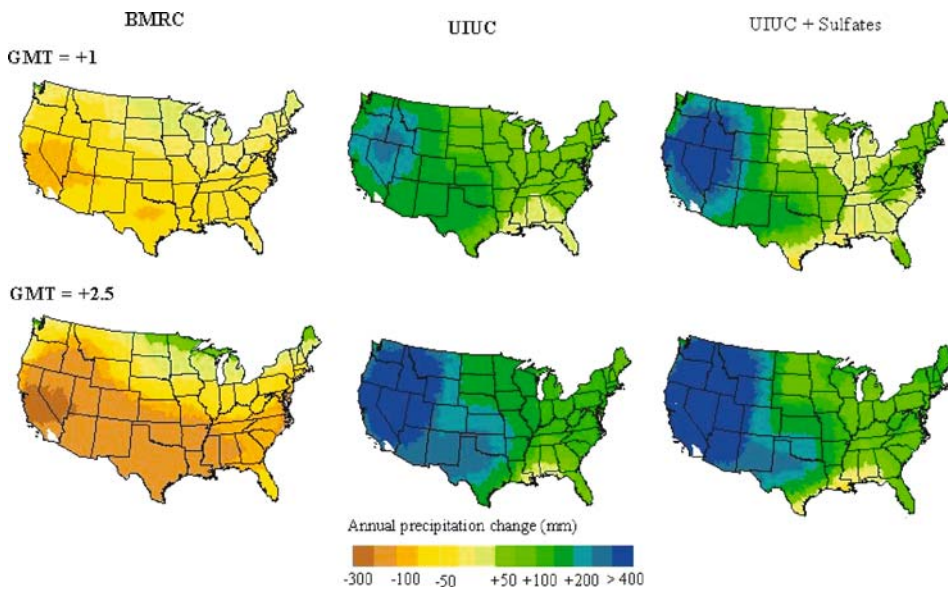 BMRC
UIUC
UIUC + Sulfates
GMT = +1
GMT = +2.5
Annual precipitation change (mm)
-300 -100 -50 +50 +100 +200 >400